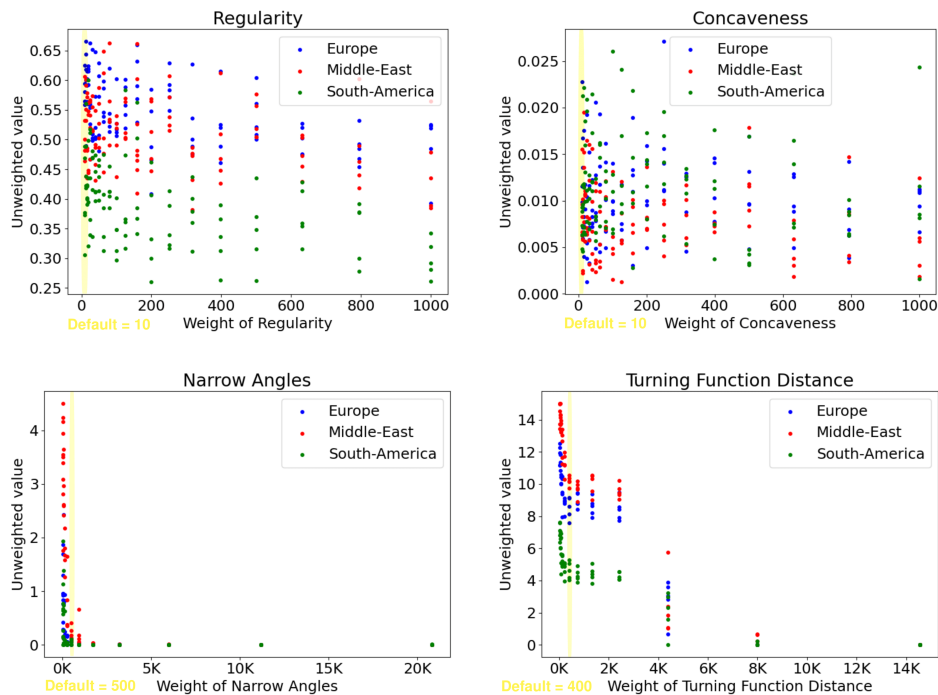 Regularity
Unweighted value
0.65
0.60
0.55
0.50
0.45
0.40
0.35
0.30
0.25
Europe
Middle-East
South-America
0 200 400 600 800 1000
Default = 10
Weight of Regularity
Concaveness
Unweighted value
0.025
0.020
0.015
0.010
0.005
0.000
Europe
Middle-East
South-America
0 200 400 600 800 1000
Default = 10
Weight of Concaveness
Narrow Angles
Unweighted value
4
3
2
1
0
Europe
Middle-East
South-America
0K 5K 10K 15K 20K
Default = 500
Weight of Narrow Angles
Turning Function Distance
Unweighted value
14
12
10
8
6
4
2
0
Europe
Middle-East
South-America
0K 2K 4K 6K 8K 10K 12K 14K
Default = 400
Weight of Turning Function Distance